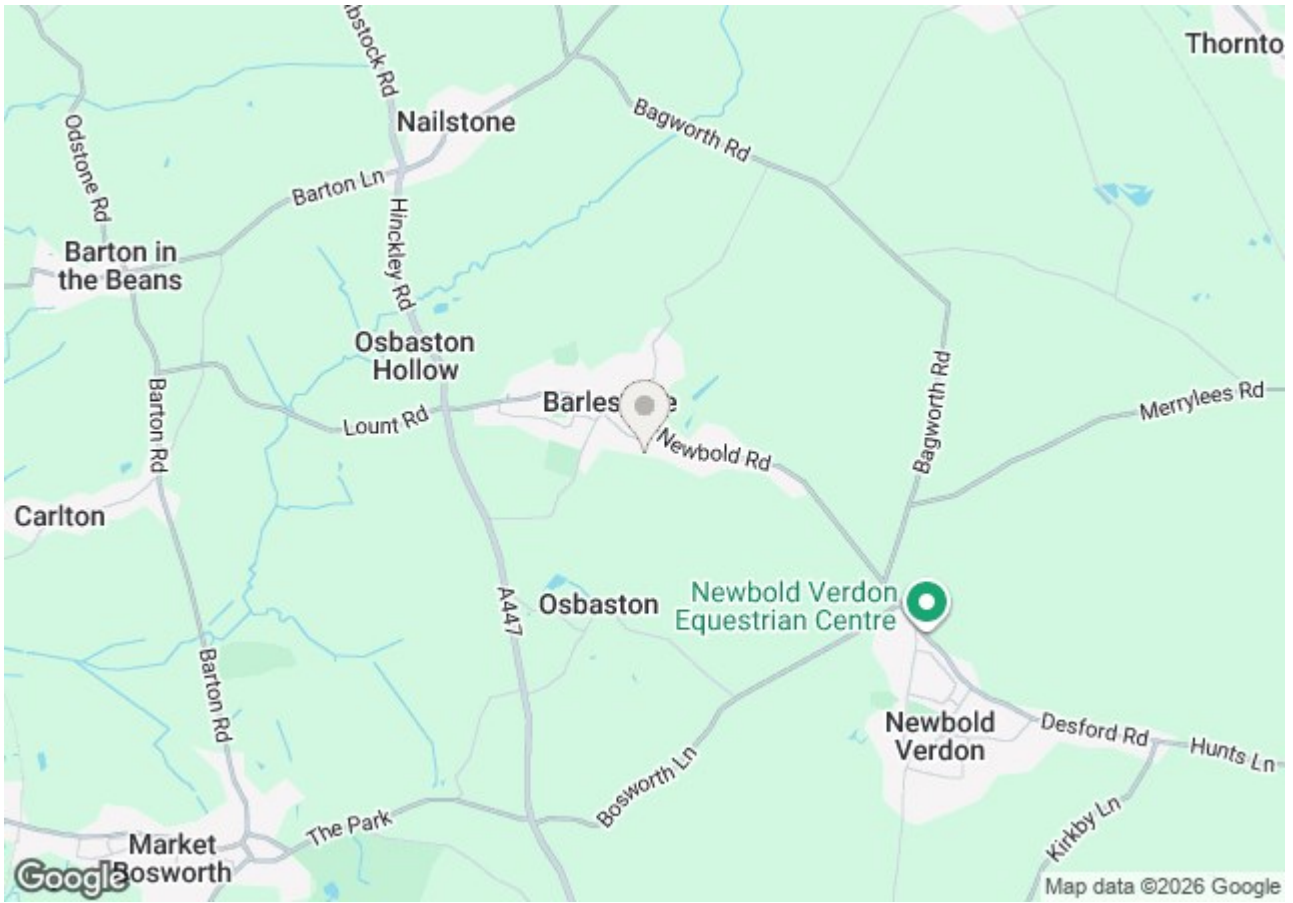 Thornto
bstock Rd
Nailstone
Bagworth Rd
Odstone Rd
Barton Ln
Hinckley Rd
Barton in
the Beans
Osbaston
Hollow
Bagworth Rd
Merrylees Rd
Barles e
Lount Rd
Barton Rd
Newbold Rd
Carlton
A447
Osbaston
Newbold Verdon
Equestrian Centre
Barton Rd
Newbold
Verdon
Desford Rd
Hunts Ln
Bosworth Ln
The Park
Kirkby Ln
Market
Bosworth
Google
Map data ©2026 Google